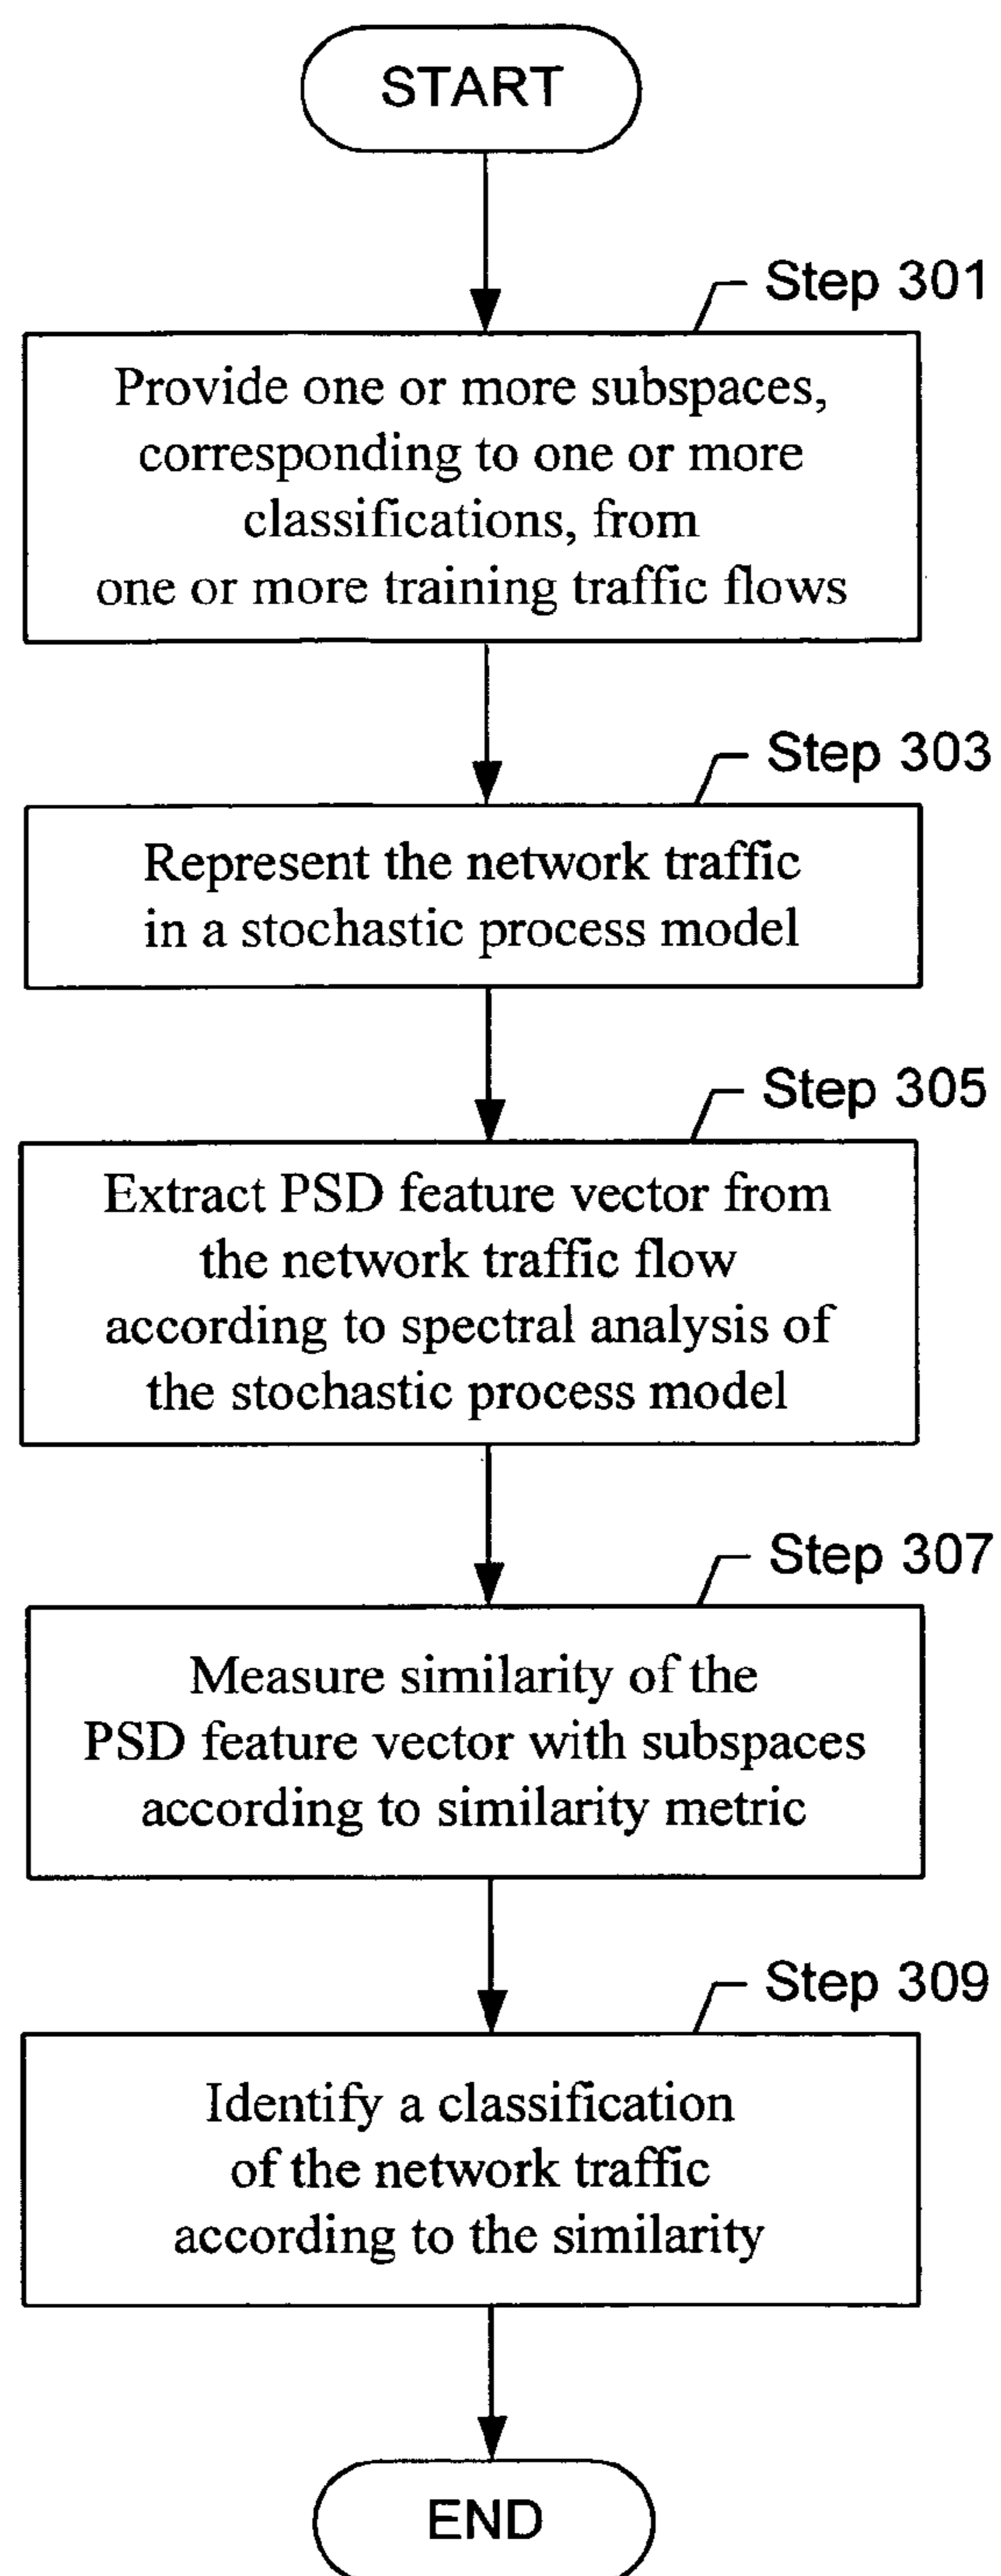 START
Step 301
Provide one or more subspaces,
corresponding to one or more
classifications, from
one or more training traffic flows
Step 303
Represent the network traffic
in a stochastic process model
Step 305
Extract PSD feature vector from
the network traffic flow
according to spectral analysis of
the stochastic process model
Step 307
Measure similarity of the
PSD feature vector with subspaces
according to similarity metric
Step 309
Identify a classification
of the network traffic
according to the similarity
END